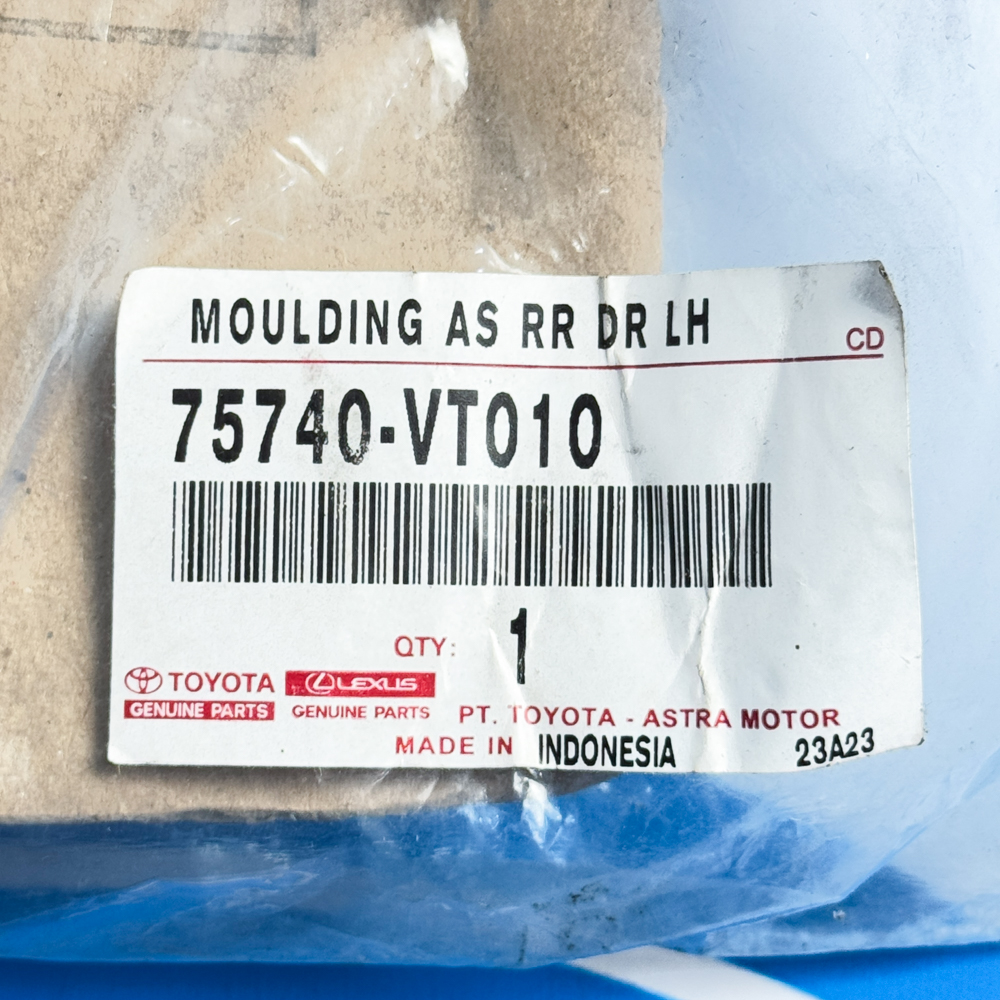 MOULDING AS RR DR LH
CD
75740-VT010
QTY: 1
TOYOTA LEXUS
GENUINE PARTS GENUINE PARTS PT. TOYOTA - ASTRA MOTOR
MADE IN INDONESIA 23A23